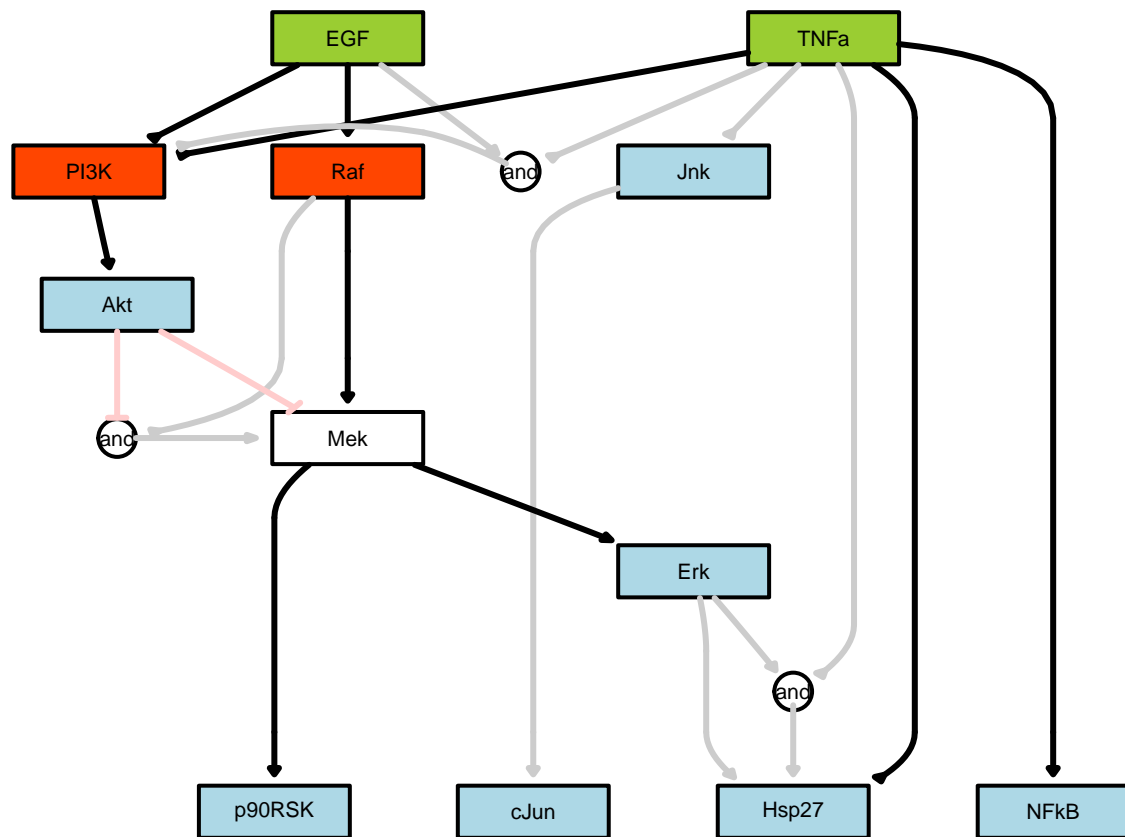 EGF
TNFa
PI3K
Raf
and
Jnk
Akt
and
Mek
Erk
and
p90RSK
cJun
Hsp27
NFkB